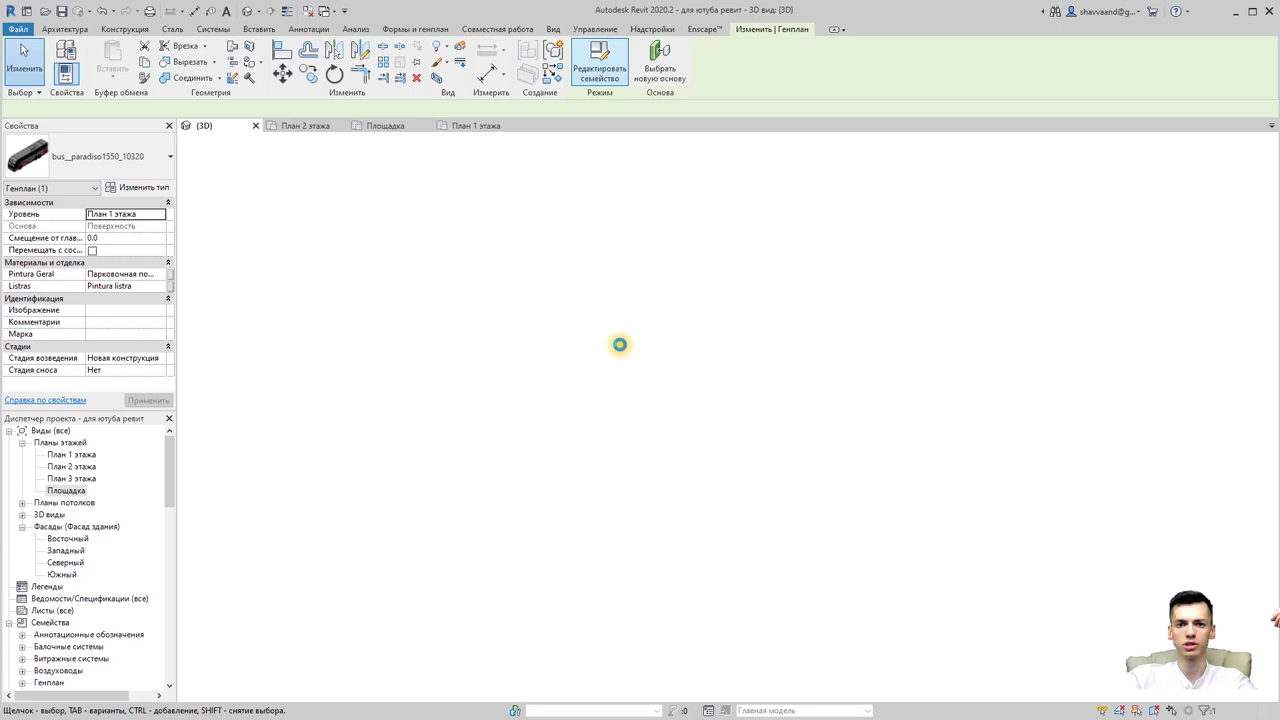 Autodesk Revit 2020.2 - для ютуба ревит - 3D вид: {3D}
shavvaand@g...
Файл Архитектура Конструкция Сталь Системы Вставить Аннотации Анализ Формы и генплан Совместная работа Вид Управление Надстройки Enscape™ Изменить | Генплан
Изменить
Вставить
Врезка
Вырезать
Соединить
Редактировать
семейство
Выбрать
новую основу
Выбор Свойства Буфер обмена Геометрия Изменить Вид Измерить Создание Режим Основа
Свойства
{3D} План 2 этажа Площадка План 1 этажа
bus__paradiso1550_10320
Генплан (1) Изменить тип
Зависимости
Уровень План 1 этажа
Основа Поверхность
Смещение от глав... 0.0
Перемещать с сос...
Материалы и отделка
Pintura Geral Парковочная по...
Listras Pintura listra
Идентификация
Изображение
Комментарии
Марка
Стадии
Стадия возведения Новая конструкция
Стадия сноса Нет
Справка по свойствам Применить
Диспетчер проекта - для ютуба ревит
Виды (все)
Планы этажей
План 1 этажа
План 2 этажа
План 3 этажа
Площадка
Планы потолков
3D виды
Фасады (Фасад здания)
Восточный
Западный
Северный
Южный
Легенды
Ведомости/Спецификации (все)
Листы (все)
Семейства
Аннотационные обозначения
Балочные системы
Витражные системы
Воздуховоды
Генплан
Щелчок - выбор, TAB - варианты, CTRL - добавление, SHIFT - снятие выбора. :0 Главная модель :1